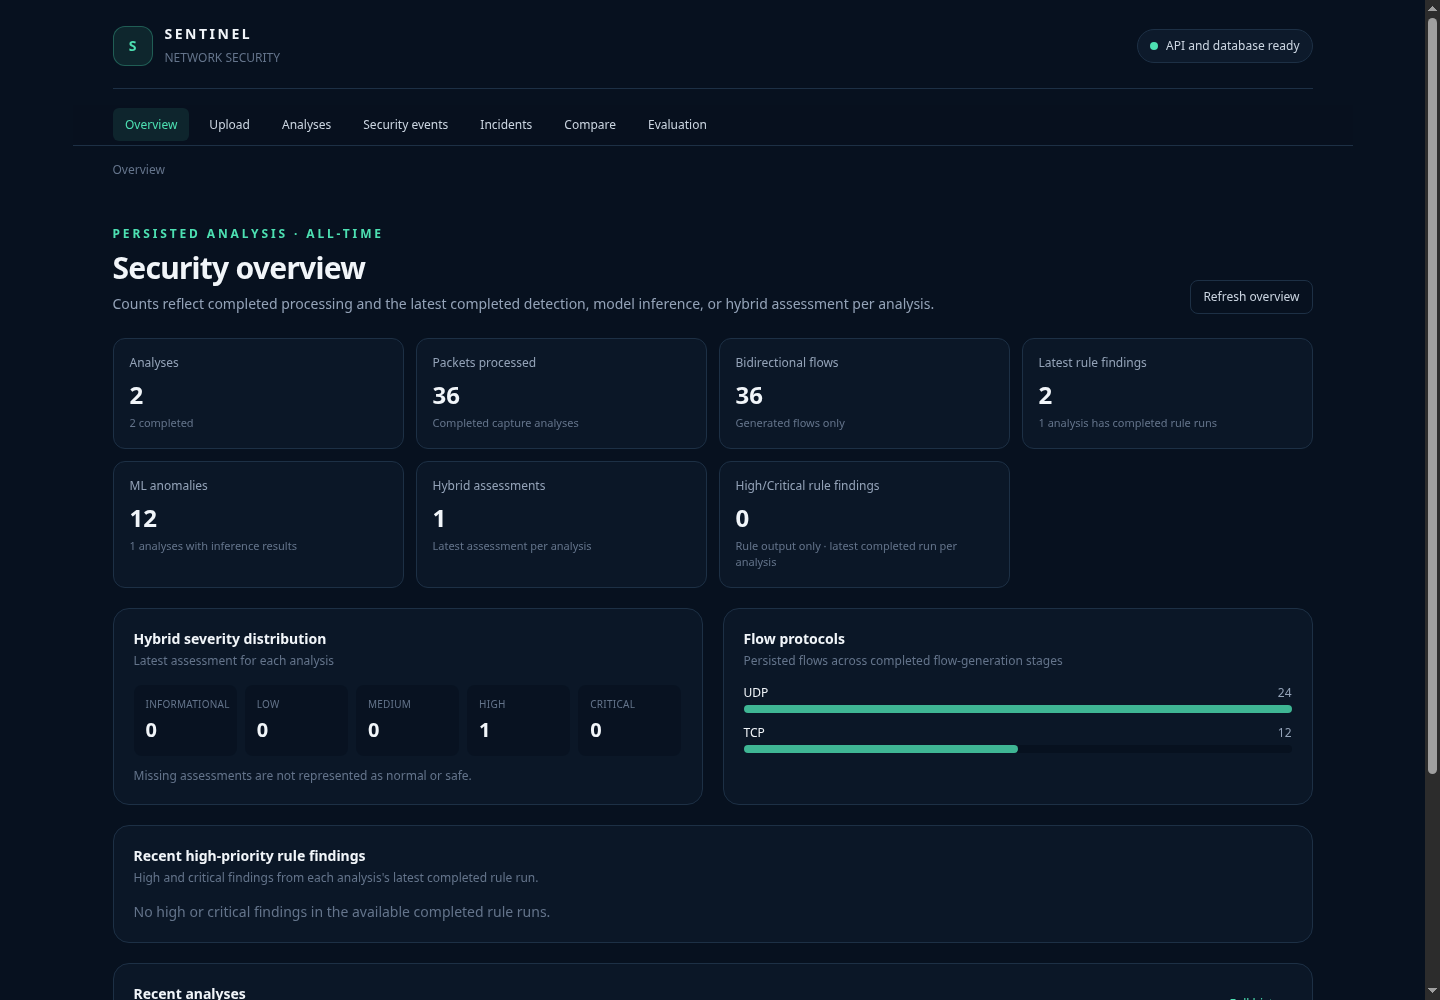 S
SENTINEL
NETWORK SECURITY
API and database ready
Overview
Upload
Analyses
Security events
Incidents
Compare
Evaluation
Overview
PERSISTED ANALYSIS · ALL-TIME
Security overview
Counts reflect completed processing and the latest completed detection, model inference, or hybrid assessment per analysis.
Refresh overview
Analyses
2
2 completed
Packets processed
36
Completed capture analyses
Bidirectional flows
36
Generated flows only
Latest rule findings
2
1 analysis has completed rule runs
ML anomalies
12
1 analyses with inference results
Hybrid assessments
1
Latest assessment per analysis
High/Critical rule findings
0
Rule output only · latest completed run per
analysis
Hybrid severity distribution
Latest assessment for each analysis
INFORMATIONAL
0
LOW
0
MEDIUM
0
HIGH
1
CRITICAL
0
Missing assessments are not represented as normal or safe.
Flow protocols
Persisted flows across completed flow-generation stages
UDP 24
TCP 12
Recent high-priority rule findings
High and critical findings from each analysis's latest completed rule run.
No high or critical findings in the available completed rule runs.
Recent analyses